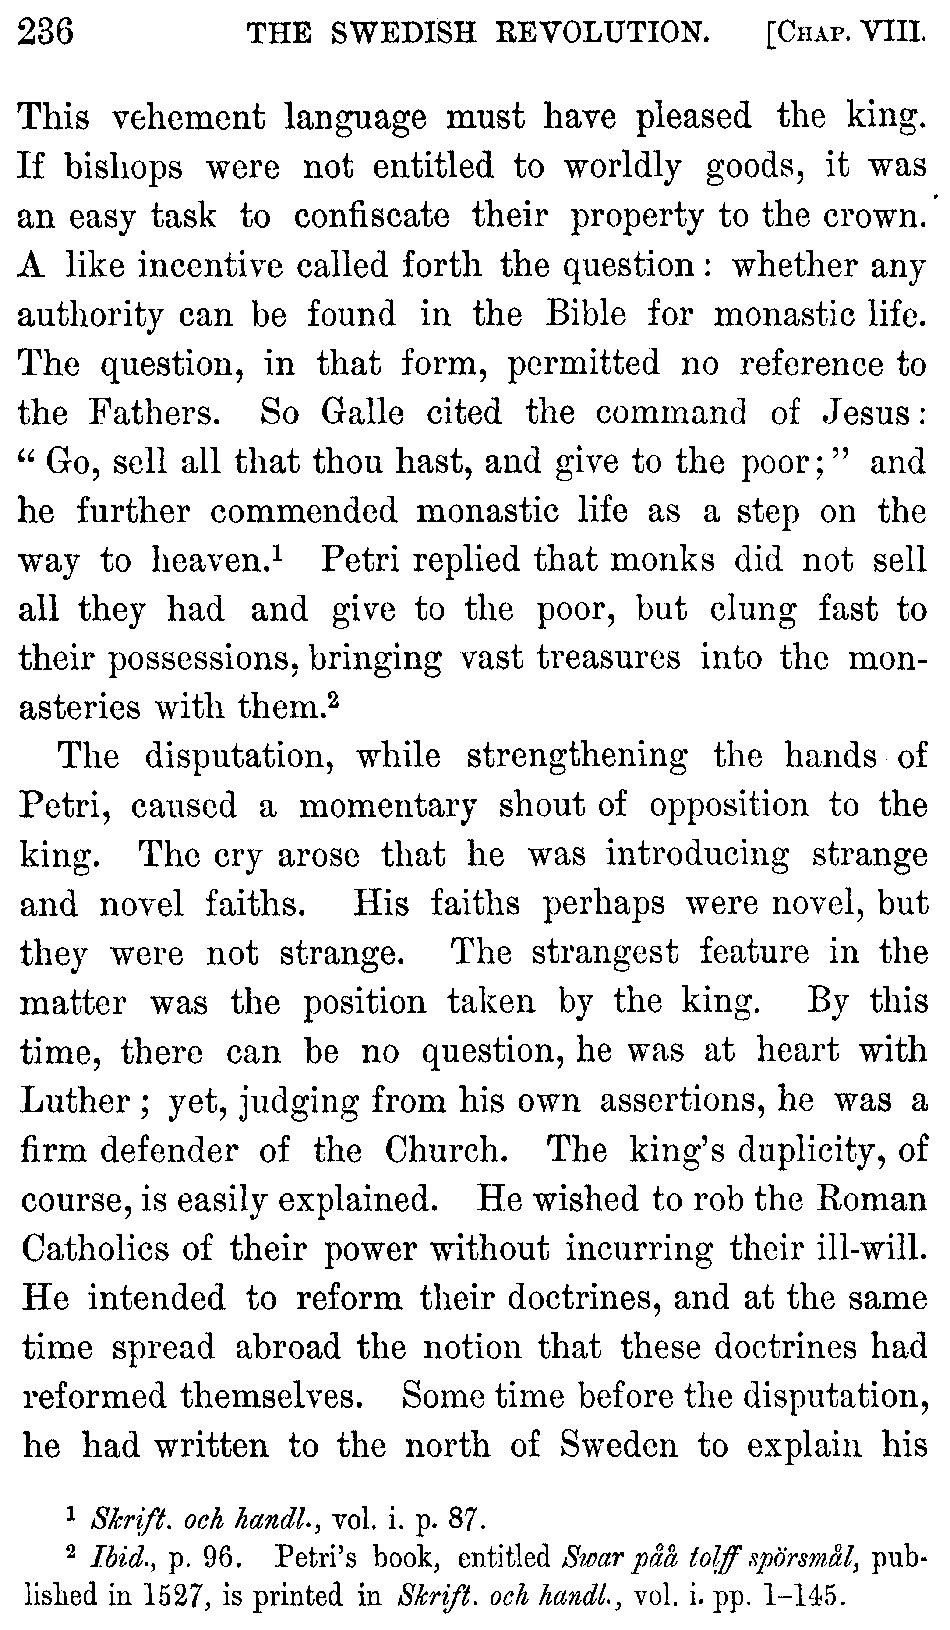 236 THE SWEDISH REVOLUTION. [CHAP. VIII.
This vehement language must have pleased the king.
If bishops were not entitled to worldly goods, it was
an easy task to confiscate their property to the crown.
A like incentive called forth the question: whether any
authority can be found in the Bible for monastic life.
The question, in that form, permitted no reference to
the Fathers. So Galle cited the command of Jesus:
“Go, sell all that thou hast, and give to the poor;” and
he further commended monastic life as a step on the
way to heaven.¹ Petri replied that monks did not sell
all they had and give to the poor, but clung fast to
their possessions, bringing vast treasures into the mon-
asteries with them.²
The disputation, while strengthening the hands of
Petri, caused a momentary shout of opposition to the
king. The cry arose that he was introducing strange
and novel faiths. His faiths perhaps were novel, but
they were not strange. The strangest feature in the
matter was the position taken by the king. By this
time, there can be no question, he was at heart with
Luther; yet, judging from his own assertions, he was a
firm defender of the Church. The king’s duplicity, of
course, is easily explained. He wished to rob the Roman
Catholics of their power without incurring their ill-will.
He intended to reform their doctrines, and at the same
time spread abroad the notion that these doctrines had
reformed themselves. Some time before the disputation,
he had written to the north of Sweden to explain his
¹ Skrift. och handl., vol. i. p. 87.
² Ibid., p. 96. Petri’s book, entitled Swar påå tolff spörsmål, pub-
lished in 1527, is printed in Skrift. och handl., vol. i. pp. 1–145.